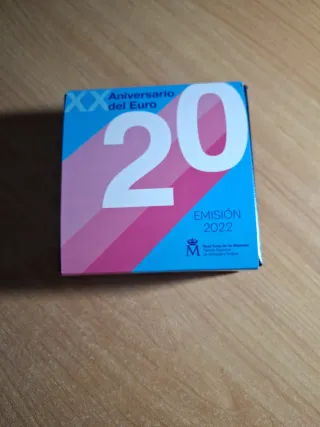 XX Aniversario
del Euro
20
EMISIÓN
2022
M
Real Casa de la Moneda
Fábrica Nacional
de Moneda y Timbre